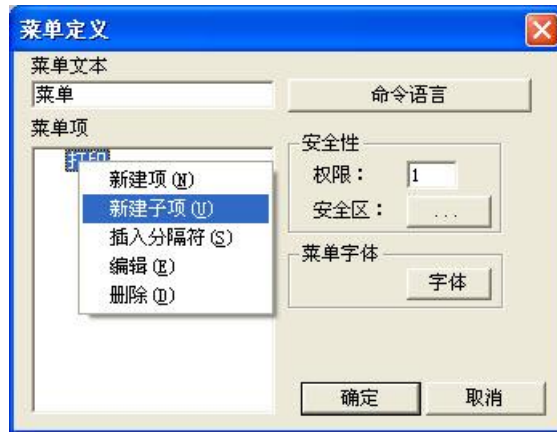 菜单定义
菜单文本
菜单
命令语言
菜单项
打印
新建项(N)
新建子项(U)
插入分隔符(S)
编辑(E)
删除(D)
安全性
权限：
1
安全区：
...
菜单字体
字体
确定
取消